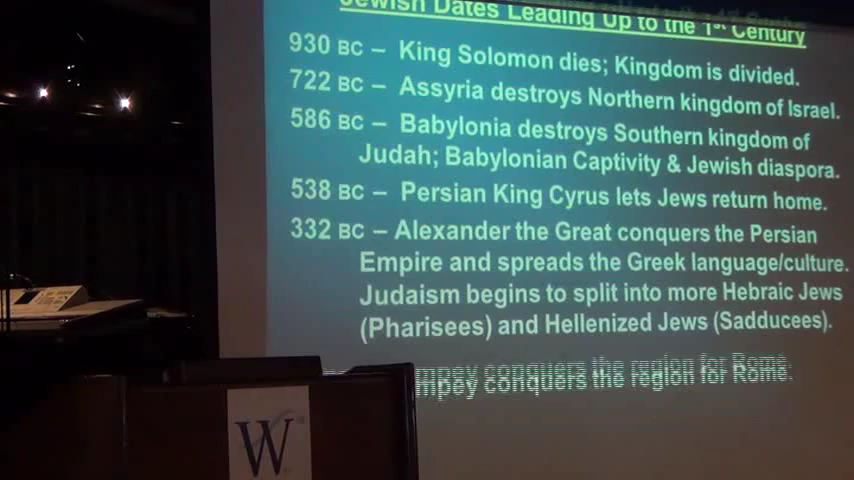 Jewish Dates Leading Up to the 1st Century
930 BC – King Solomon dies; Kingdom is divided.
722 BC – Assyria destroys Northern kingdom of Israel.
586 BC – Babylonia destroys Southern kingdom of
Judah; Babylonian Captivity & Jewish diaspora.
538 BC – Persian King Cyrus lets Jews return home.
332 BC – Alexander the Great conquers the Persian
Empire and spreads the Greek language/culture.
Judaism begins to split into more Hebraic Jews
(Pharisees) and Hellenized Jews (Sadducees).
mpey conquers the region for Rome.
W